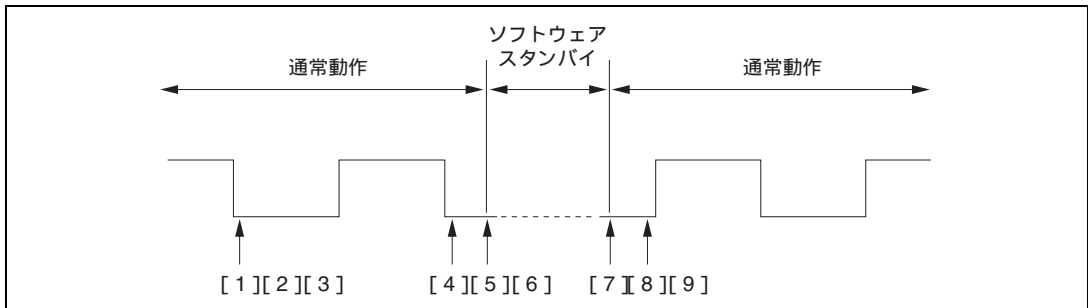 ソフトウェア
スタンバイ
通常動作
通常動作
[ 1 ][ 2 ][ 3 ]
[ 4 ][ 5 ][ 6 ]
[ 7 ][ 8 ][ 9 ]